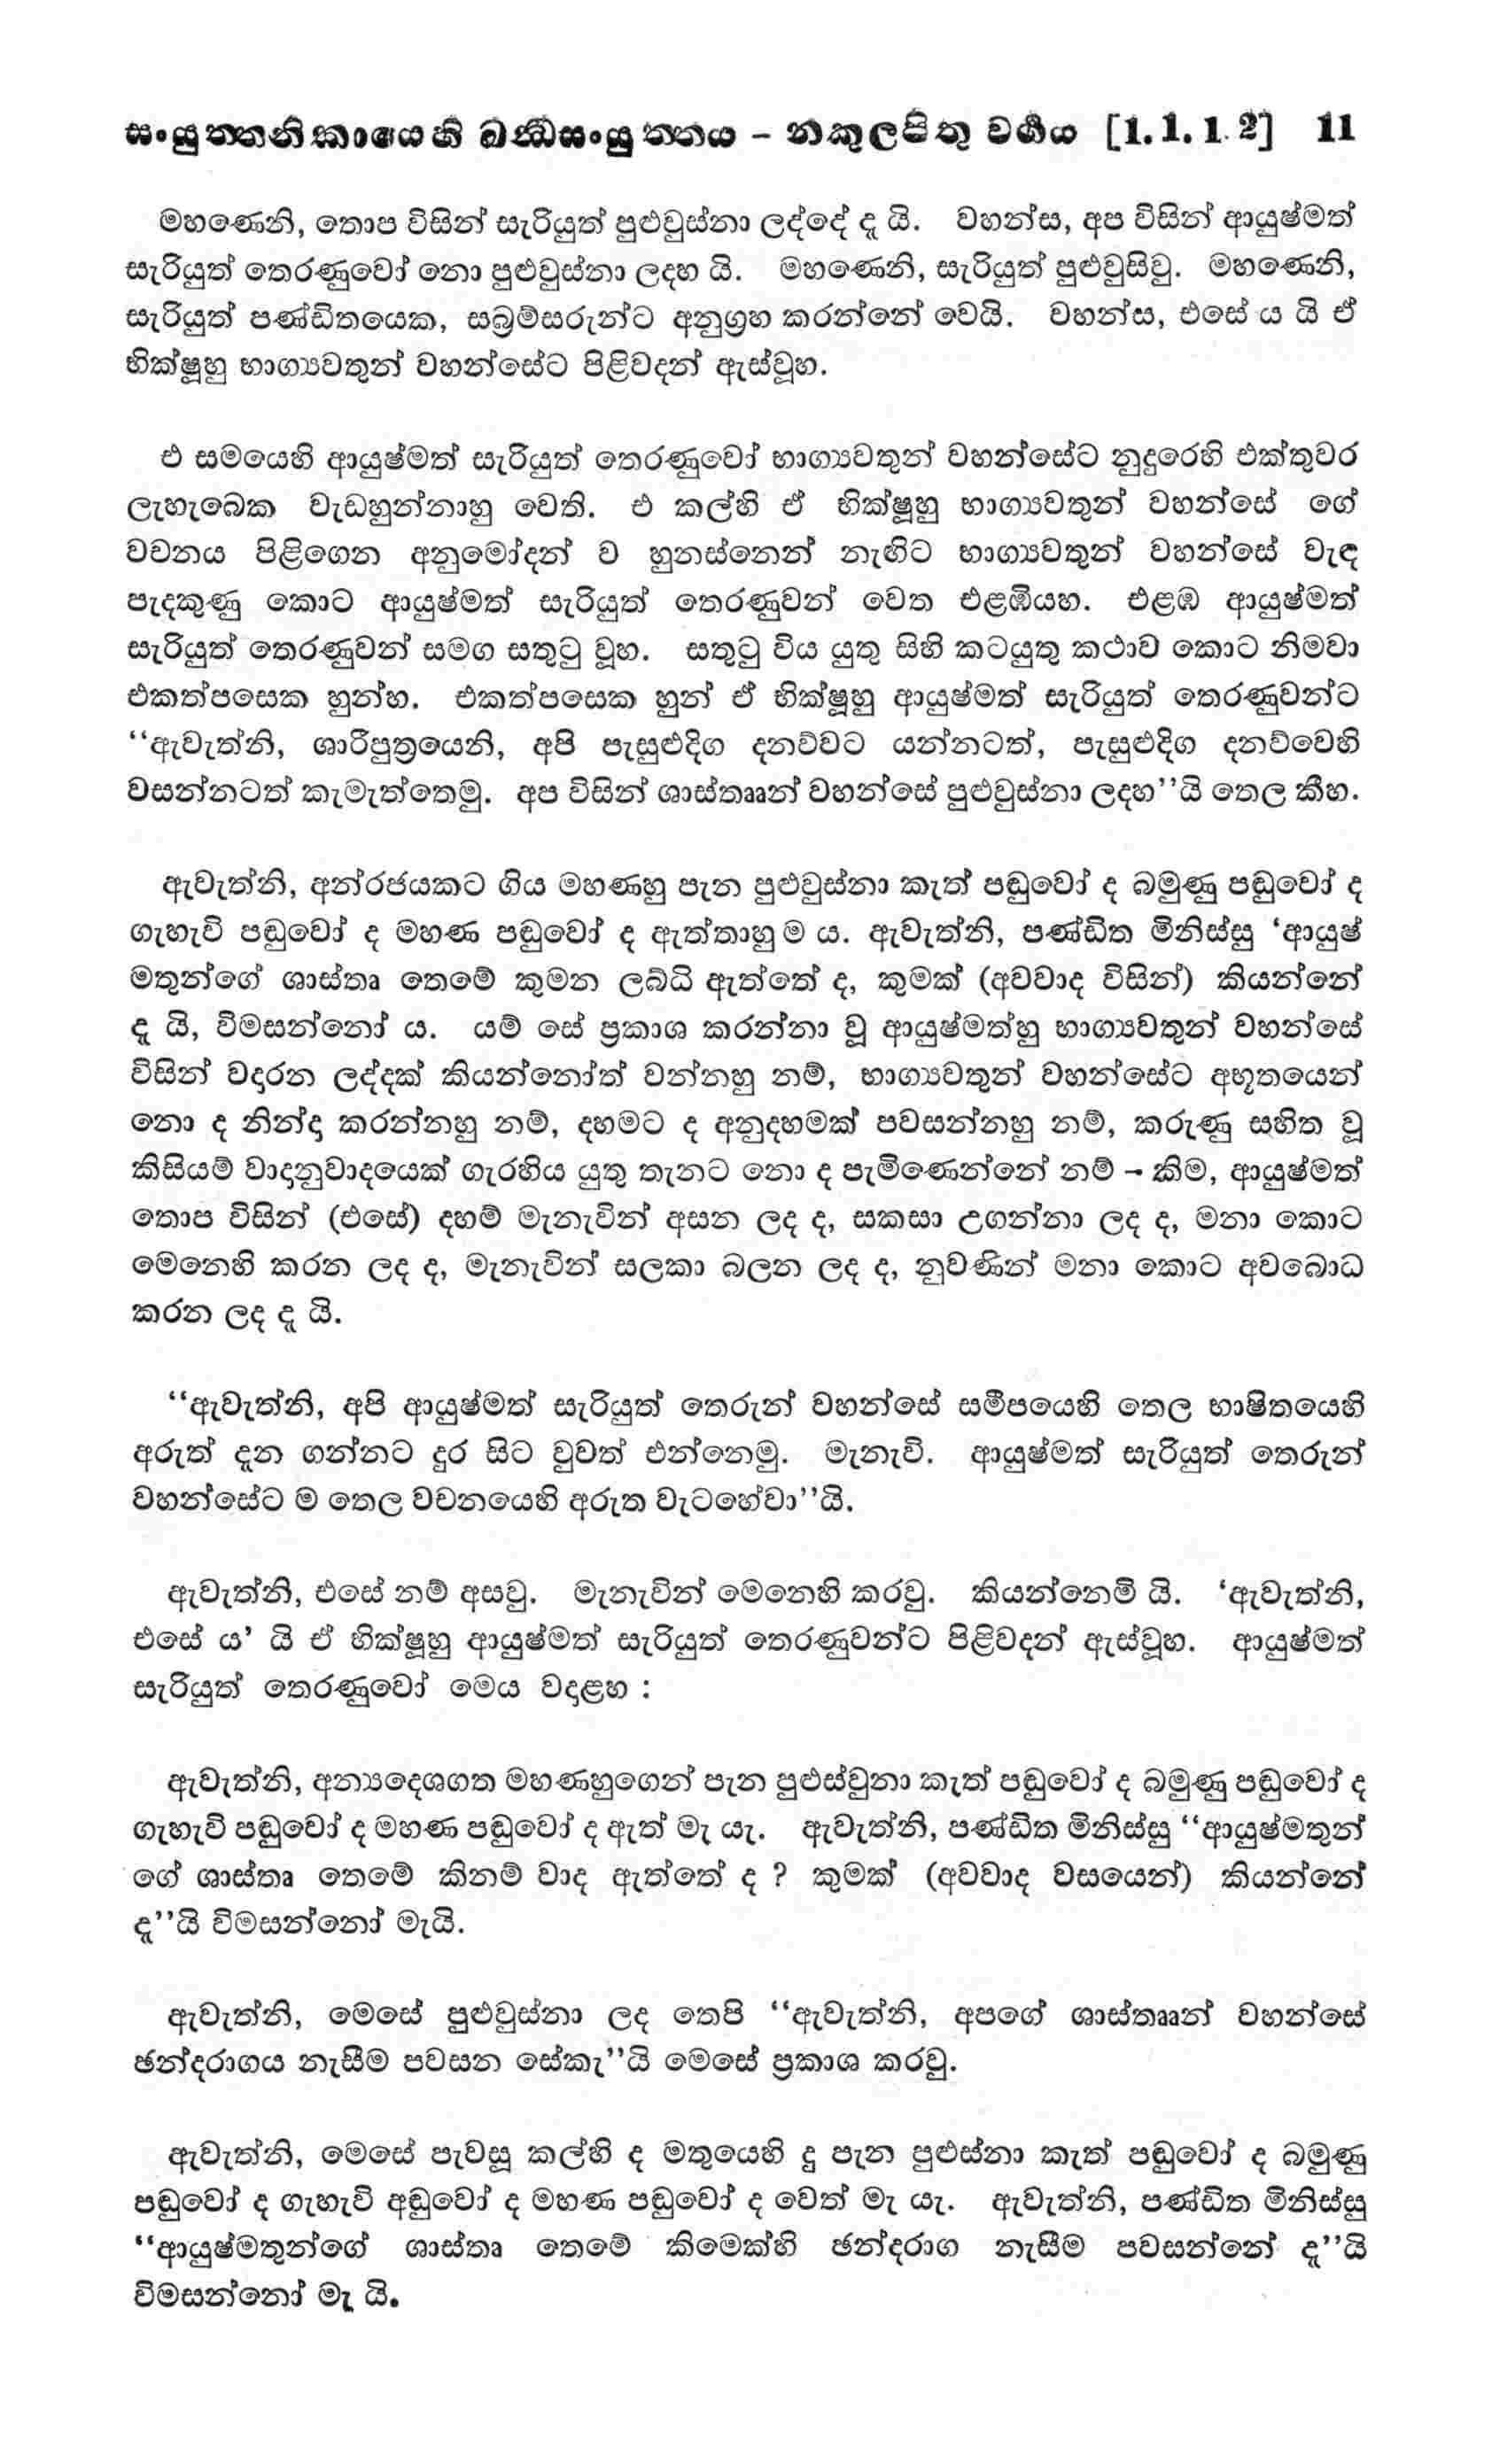 සංයුත්තනිකායෙහි ඛන්ධසංයුත්තය – නකුලපිතු වර්ගය [1. 1. 1. 2] 11
මහණෙනි, තොප විසින් සැරියුත් පුළුවුස්නා ලද්දේ දැ යි. වහන්ස, අප විසින් ආයුෂ්මත්
සැරියුත් තෙරණුවෝ නො පුළුවුස්නා ලදහ යි. මහණෙනි, සැරියුත් පුළුවුසිවු. මහණෙනි,
සැරියුත් පණ්ඩිතයෙක, සබ්‍රම්සරුන්ට අනුග්‍රහ කරන්නේ වෙයි. වහන්ස, එසේ ය යි ඒ
භික්ෂූහු භාග්‍යවතුන් වහන්සේට පිළිවදන් ඇස්වූහ.
එ සමයෙහි ආයුෂ්මත් සැරියුත් තෙරණුවෝ භාග්‍යවතුන් වහන්සේට නුදුරෙහි එක්තුවර
ලැහැබෙක වැඩහුන්නාහු වෙති. එ කල්හි ඒ භික්ෂූහු භාග්‍යවතුන් වහන්සේ ගේ
වචනය පිළිගෙන අනුමෝදන් ව හුනස්නෙන් නැඟිට භාග්‍යවතුන් වහන්සේ වැඳ
පැදකුණු කොට ආයුෂ්මත් සැරියුත් තෙරණුවන් වෙත එළඹියහ. එළඹ ආයුෂ්මත්
සැරියුත් තෙරණුවන් සමග සතුටු වූහ. සතුටු විය යුතු සිහි කටයුතු කථාව කොට නිමවා
එකත්පසෙක හුන්හ. එකත්පසෙක හුන් ඒ භික්ෂූහු ආයුෂ්මත් සැරියුත් තෙරණුවන්ට
‘‘ඇවැත්නි, ශාරීපුත්‍රයෙනි, අපි පැසුළුදිග දනව්වට යන්නටත්, පැසුළුදිග දනව්වෙහි
වසන්නටත් කැමැත්තෙමු. අප විසින් ශාස්තෲන් වහන්සේ පුළුවුස්නා ලදහ’’යි තෙල කීහ.
ඇවැත්නි, අන්රජයකට ගිය මහණහු පැන පුළුවුස්නා කැත් පඬුවෝ ද බමුණු පඬුවෝ ද
ගැහැවි පඬුවෝ ද මහණ පඬුවෝ ද ඇත්තාහු ම ය. ඇවැත්නි, පණ්ඩිත මිනිස්සු ‘ආයුෂ්
මතුන්ගේ ශාස්තෘ තෙමේ කුමන ලබ්ධි ඇත්තේ ද, කුමක් (අවවාද විසින්) කියන්නේ
දැ යි, විමසන්නෝ ය. යම් සේ ප්‍රකාශ කරන්නා වූ ආයුෂ්මත්හු භාග්‍යවතුන් වහන්සේ
විසින් වදාරන ලද්දක් කියන්නෝත් වන්නහු නම්, භාග්‍යවතුන් වහන්සේට අභූතයෙන්
නො ද නින්දා කරන්නහු නම්, දහමට ද අනුදහමක් පවසන්නහු නම්, කරුණු සහිත වූ
කිසියම් වාදානුවාදයෙක් ගැරහිය යුතු තැනට නො ද පැමිණෙන්නේ නම් – කිම, ආයුෂ්මත්
තොප විසින් (එසේ) දහම් මැනැවින් අසන ලද ද, සකසා උගන්නා ලද ද, මනා කොට
මෙනෙහි කරන ලද ද, මැනැවින් සලකා බලන ලද ද, නුවණින් මනා කොට අවබොධ
කරන ලද දැ යි.
‘‘ඇවැත්නි, අපි ආයුෂ්මත් සැරියුත් තෙරුන් වහන්සේ සමීපයෙහි තෙල භාෂිතයෙහි
අරුත් දැන ගන්නට දුර සිට වුවත් එන්නෙමු. මැනැවි. ආයුෂ්මත් සැරියුත් තෙරුන්
වහන්සේට ම තෙල වචනයෙහි අරුත වැටහේවා’’යි.
ඇවැත්නි, එසේ නම් අසවු. මැනැවින් මෙනෙහි කරවු. කියන්නෙමි යි. ‘ඇවැත්නි,
එසේ ය’ යි ඒ භික්ෂූහු ආයුෂ්මත් සැරියුත් තෙරණුවන්ට පිළිවදන් ඇස්වූහ. ආයුෂ්මත්
සැරියුත් තෙරණුවෝ මෙය වදාළහ :
ඇවැත්නි, අන්‍යදෙශගත මහණහුගෙන් පැන පුළුස්වුනා කැත් පඬුවෝ ද බමුණු පඬුවෝ ද
ගැහැවි පඬුවෝ ද මහණ පඬුවෝ ද ඇත් මැ යැ. ඇවැත්නි, පණ්ඩිත මිනිස්සු ‘‘ආයුෂ්මතුන්
ගේ ශාස්තෘ තෙමේ කිනම් වාද ඇත්තේ ද ? කුමක් (අවවාද වසයෙන්) කියන්නේ
දැ’’යි විමසන්නෝ මැයි.
ඇවැත්නි, මෙසේ පුළුවුස්නා ලද තෙපි ‘‘ඇවැත්නි, අපගේ ශාස්තෲන් වහන්සේ
ඡන්දරාගය නැසීම පවසන සේකැ’’යි මෙසේ ප්‍රකාශ කරවු.
ඇවැත්නි, මෙසේ පැවසූ කල්හි ද මතුයෙහි දු පැන පුළුස්නා කැත් පඬුවෝ ද බමුණු
පඬුවෝ ද ගැහැවි අඬුවෝ ද මහණ පඬුවෝ ද වෙත් මැ යැ. ඇවැත්නි, පණ්ඩිත මිනිස්සු
‘‘ආයුෂ්මතුන්ගේ ශාස්තෘ තෙමේ කිමෙක්හි ඡන්දරාග නැසීම පවසන්නේ දැ’’යි
විමසන්නෝ මැ යි.